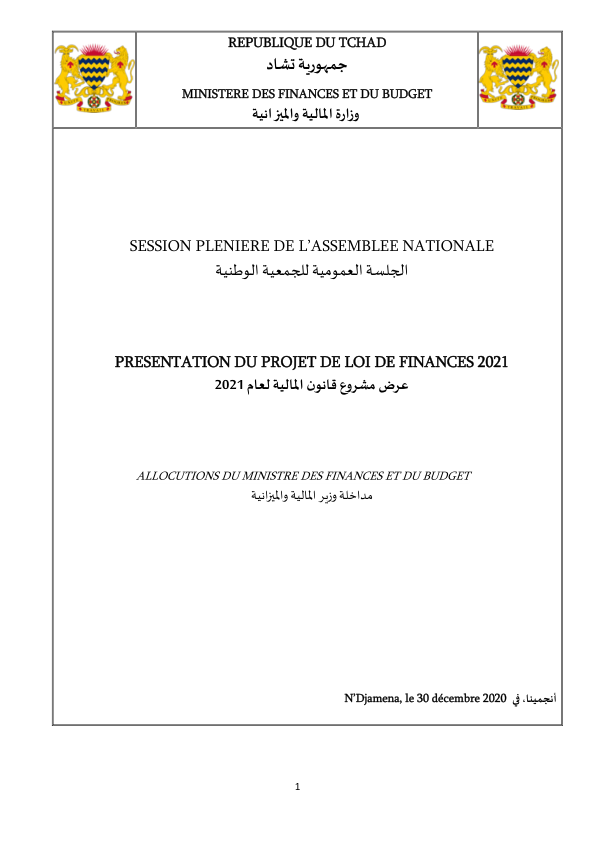 REPUBLIQUE DU TCHAD
جمهورية تشاد
MINISTERE DES FINANCES ET DU BUDGET
وزارة المالية والميزانية
SESSION PLENIERE DE L'ASSEMBLEE NATIONALE
الجلسة العمومية للجمعية الوطنية
PRESENTATION DU PROJET DE LOI DE FINANCES 2021
عرض مشروع قانون المالية لعام 2021
ALLOCUTIONS DU MINISTRE DES FINANCES ET DU BUDGET
مداخلة وزير المالية والميزانية
N'Djamena, le 30 décembre 2020 أنجمينا، في
1